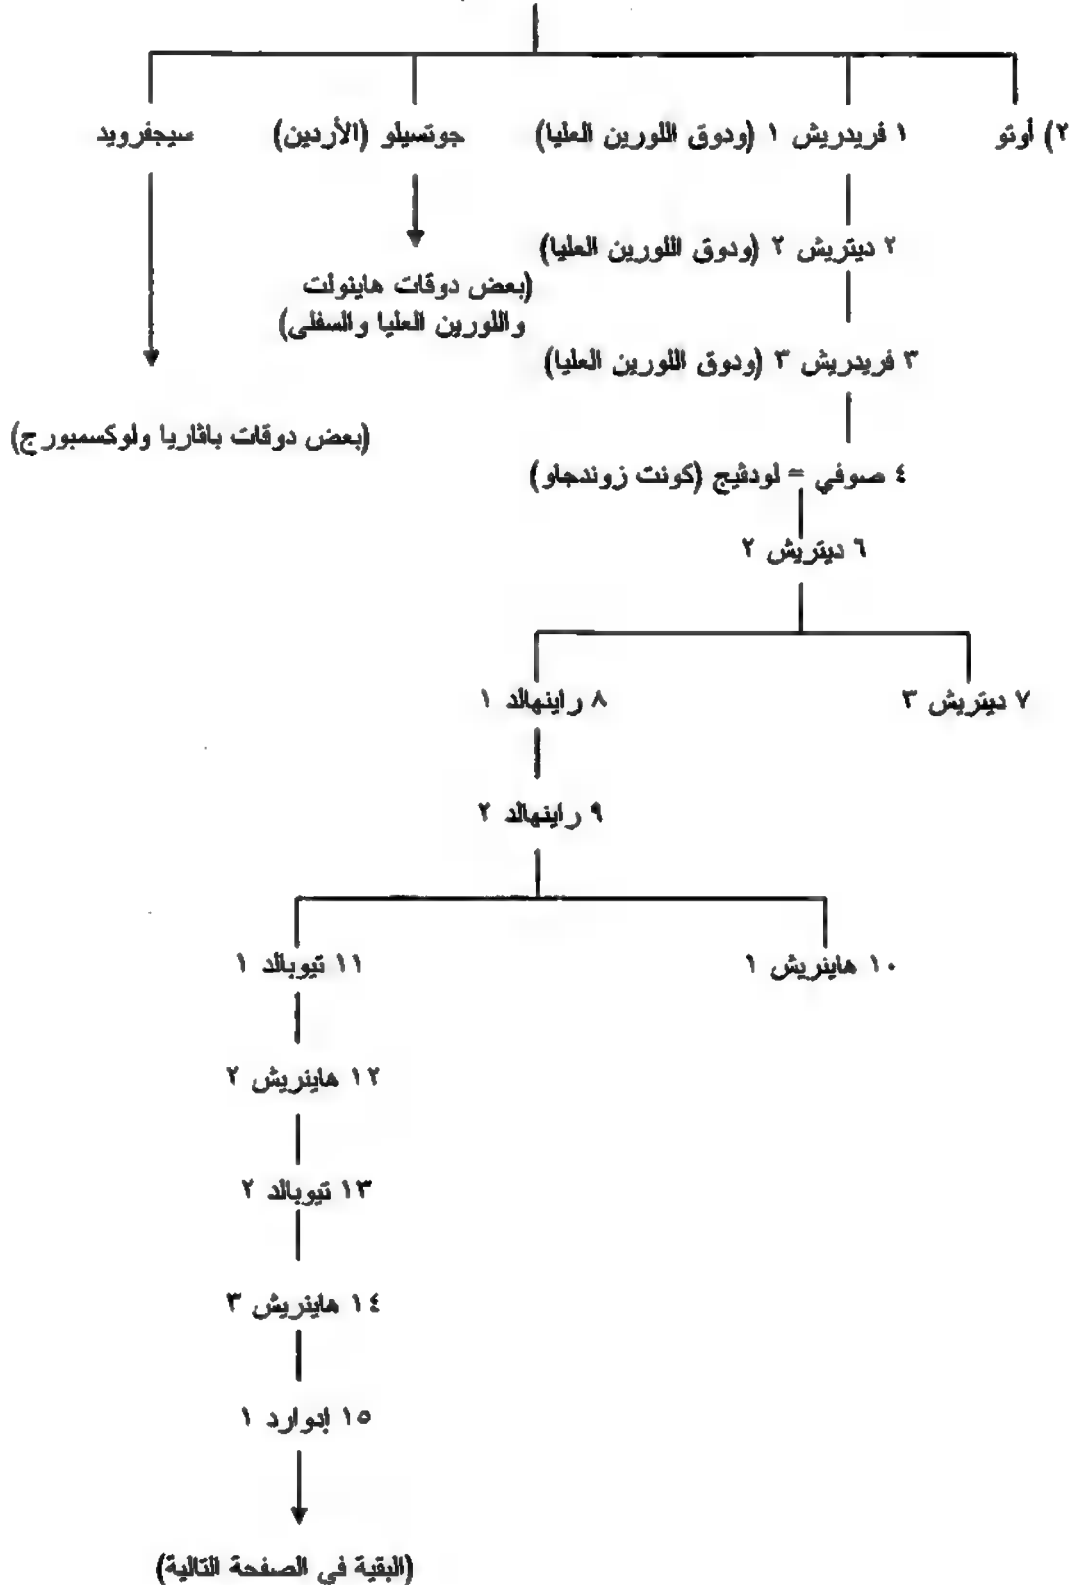 ٢) أوتو
١ فريدريش ١ (ودوق اللورين العليا)
جوتسيلو (الأردين)
سيجفرويد
٢ ديتريش ٢ (ودوق اللورين العليا)
(بعض دوقات هاينولت
واللورين العليا والسفلى)
٣ فريدريش ٣ (ودوق اللورين العليا)
(بعض دوقات باڤاريا ولوكسمبورج)
٤ صوفي = لودڤيج (كونت زوندجاو)
٦ ديتريش ٢
٧ ديتريش ٣
٨ راينهالد ١
٩ راينهالد ٢
١٠ هاينريش ١
١١ تيوبالد ١
١٢ هاينريش ٢
١٣ تيوبالد ٢
١٤ هاينريش ٣
١٥ إدوارد ١
(البقية في الصفحة التالية)